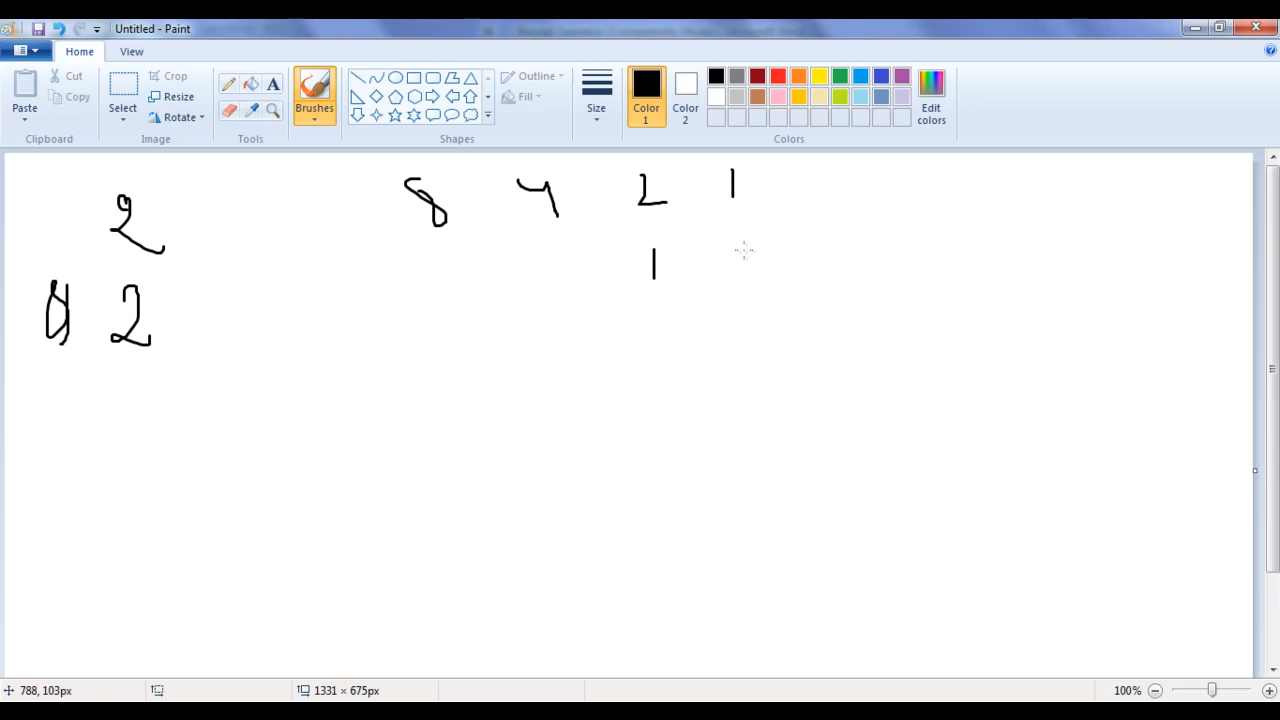 Untitled - Paint
Home View
Paste
Cut
Copy
Clipboard
Select
Crop
Resize
Rotate
Image
Tools
Brushes
Outline
Fill
Shapes
Size
Color 1
Color 2
Edit colors
Colors
2 8 4 2 1
1
2
788, 103px 1331 × 675px 100%